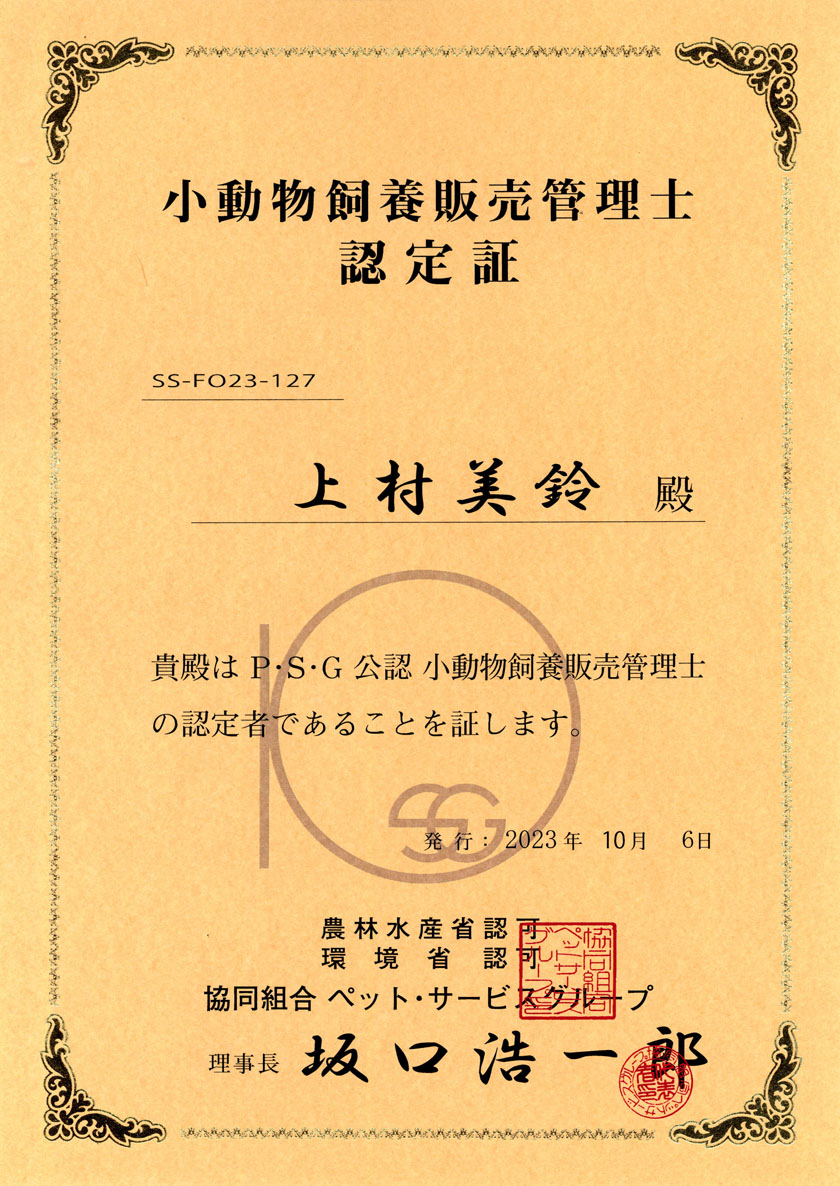 小動物飼養販売管理士
認定証
SS-FO23-127
上村美鈴 殿
貴殿は P・S・G 公認 小動物飼養販売管理士
の認定者であることを証します。
SG
発行： 2023年 10月 6日
農林水産省認可
環境省認可
協同組合 ペット・サービスグループ
理事長 坂口浩一郎